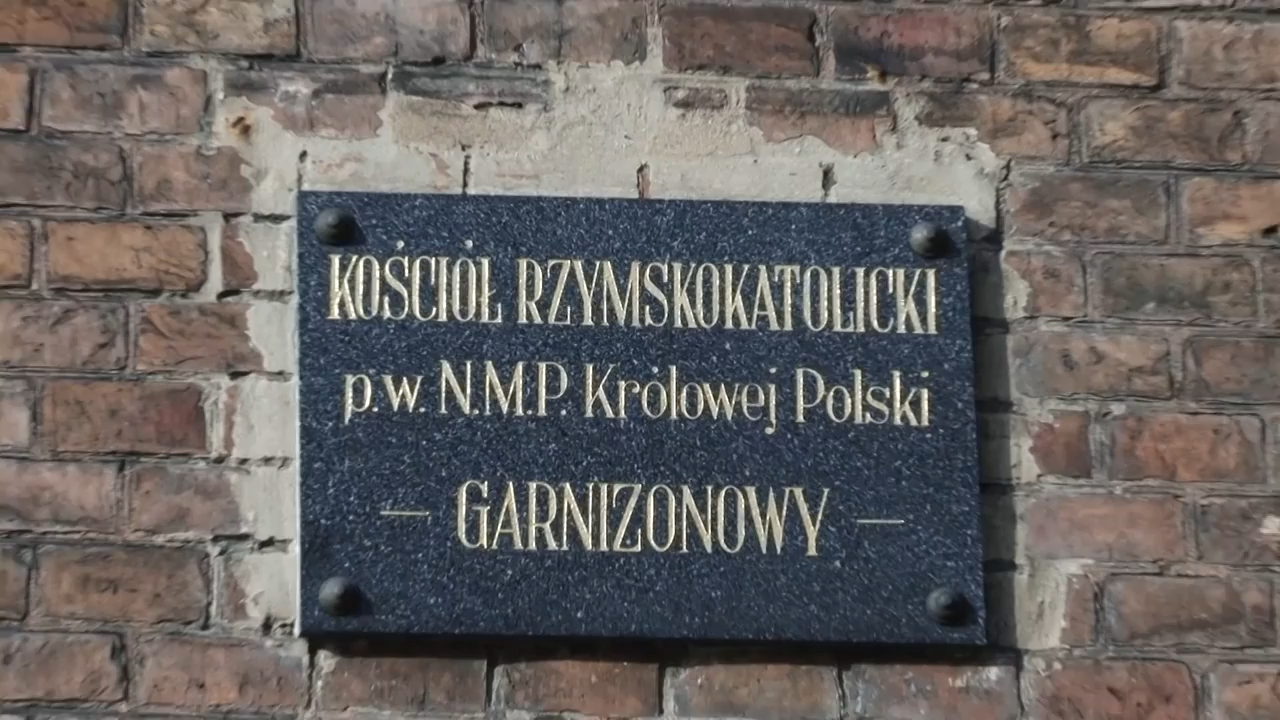 KOŚCIÓŁ RZYMSKOKATOLICKI
p.w. N.M.P. Królowej Polski
— GARNIZONOWY —